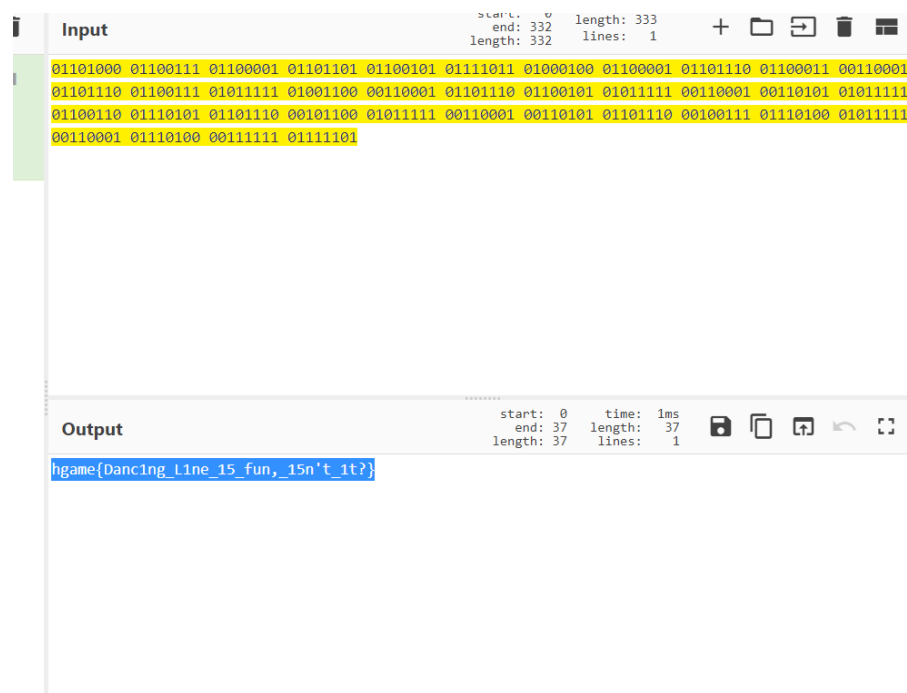 Input
start: 0
end: 332
length: 332
length: 333
lines: 1
01101000 01100111 01100001 01101101 01100101 01111011 01000100 01100001 01101110 01100011 00110001
01101110 01100111 01011111 01001100 00110001 01101110 01100101 01011111 00110001 00110101 01011111
01100110 01110101 01101110 00101100 01011111 00110001 00110101 01101110 00100111 01110100 01011111
00110001 01110100 00111111 01111101
Output
start: 0
end: 37
length: 37
time: 1ms
length: 37
lines: 1
hgame{Danc1ng_L1ne_15_fun,_15n't_1t?}